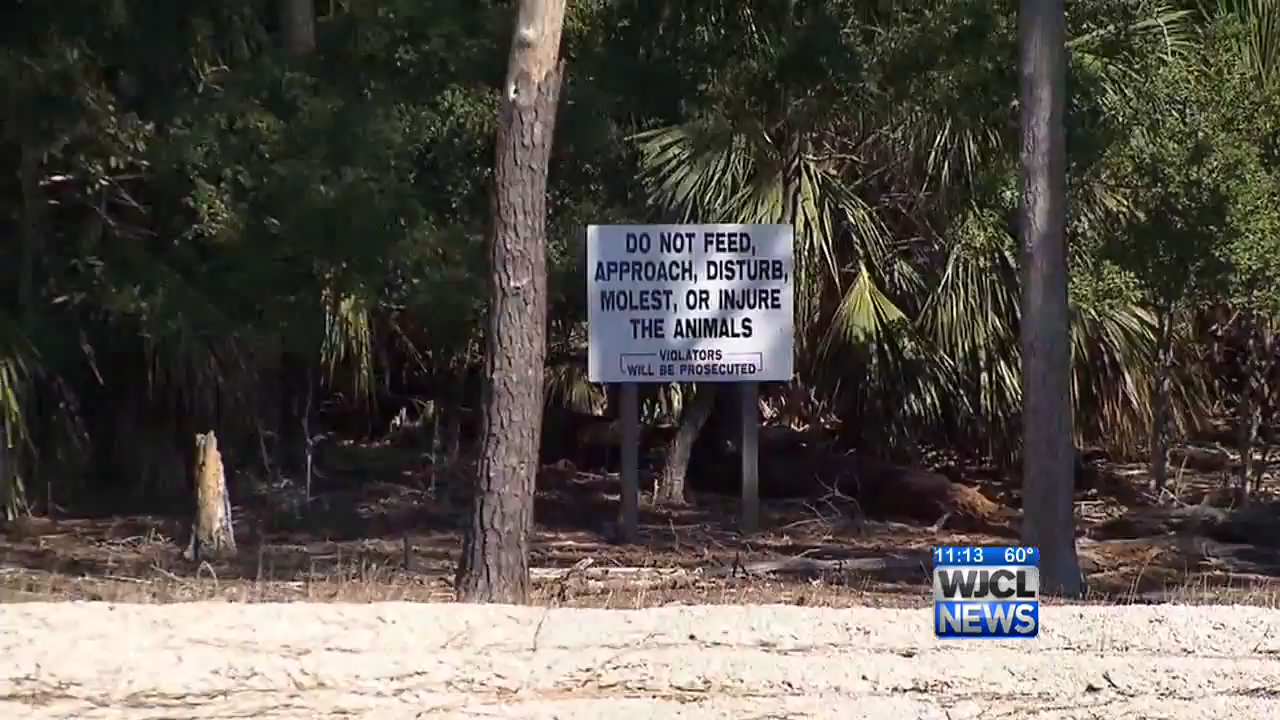 DO NOT FEED,
APPROACH, DISTURB,
MOLEST, OR INJURE
THE ANIMALS
VIOLATORS
WILL BE PROSECUTED
11:13 60°
WJCL
NEWS